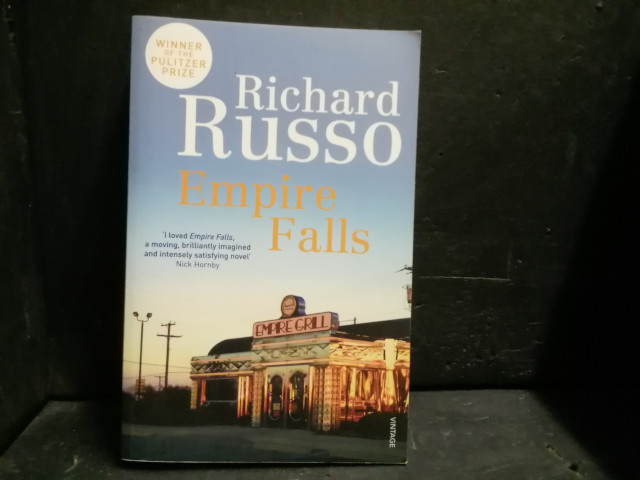 WINNER
OF THE
PULITZER
PRIZE
Richard
Russo
Empire
Falls
'I loved Empire Falls,
a moving, brilliantly imagined
and intensely satisfying novel'
Nick Hornby
EMPIRE GRILL
VINTAGE